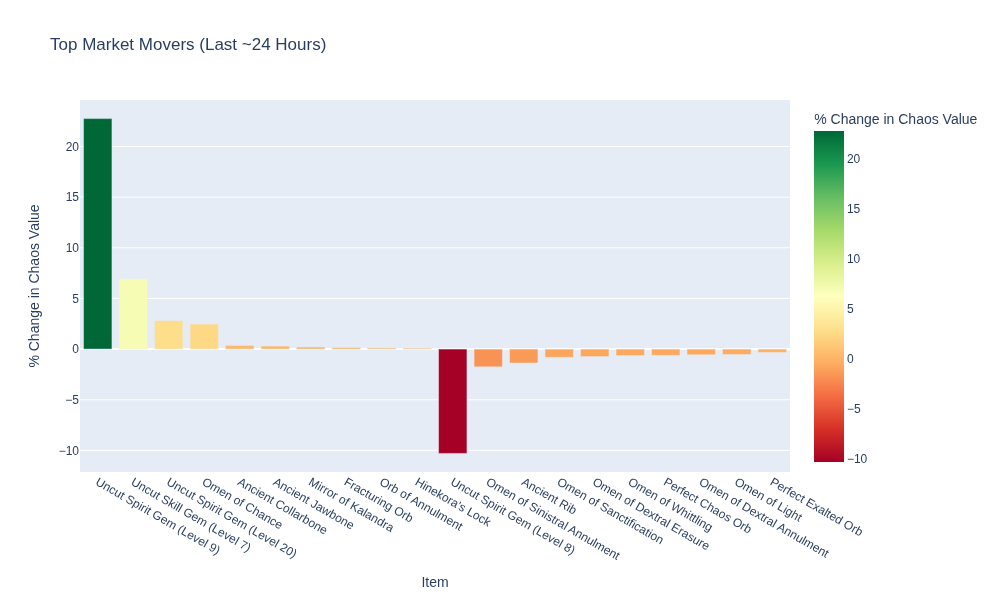 Top Market Movers (Last ~24 Hours)
% Change in Chaos Value
20
15
10
5
0
−5
−10
% Change in Chaos Value
20
15
10
5
0
−5
−10
Uncut Spirit Gem (Level 9)
Uncut Skill Gem (Level 7)
Uncut Spirit Gem (Level 20)
Omen of Chance
Ancient Collarbone
Ancient Jawbone
Mirror of Kalandra
Fracturing Orb
Orb of Annulment
Hinekora's Lock
Uncut Spirit Gem (Level 8)
Omen of Sinistral Annulment
Ancient Rib
Omen of Sanctification
Omen of Dextral Erasure
Omen of Whittling
Perfect Chaos Orb
Omen of Dextral Annulment
Omen of Light
Perfect Exalted Orb
Item